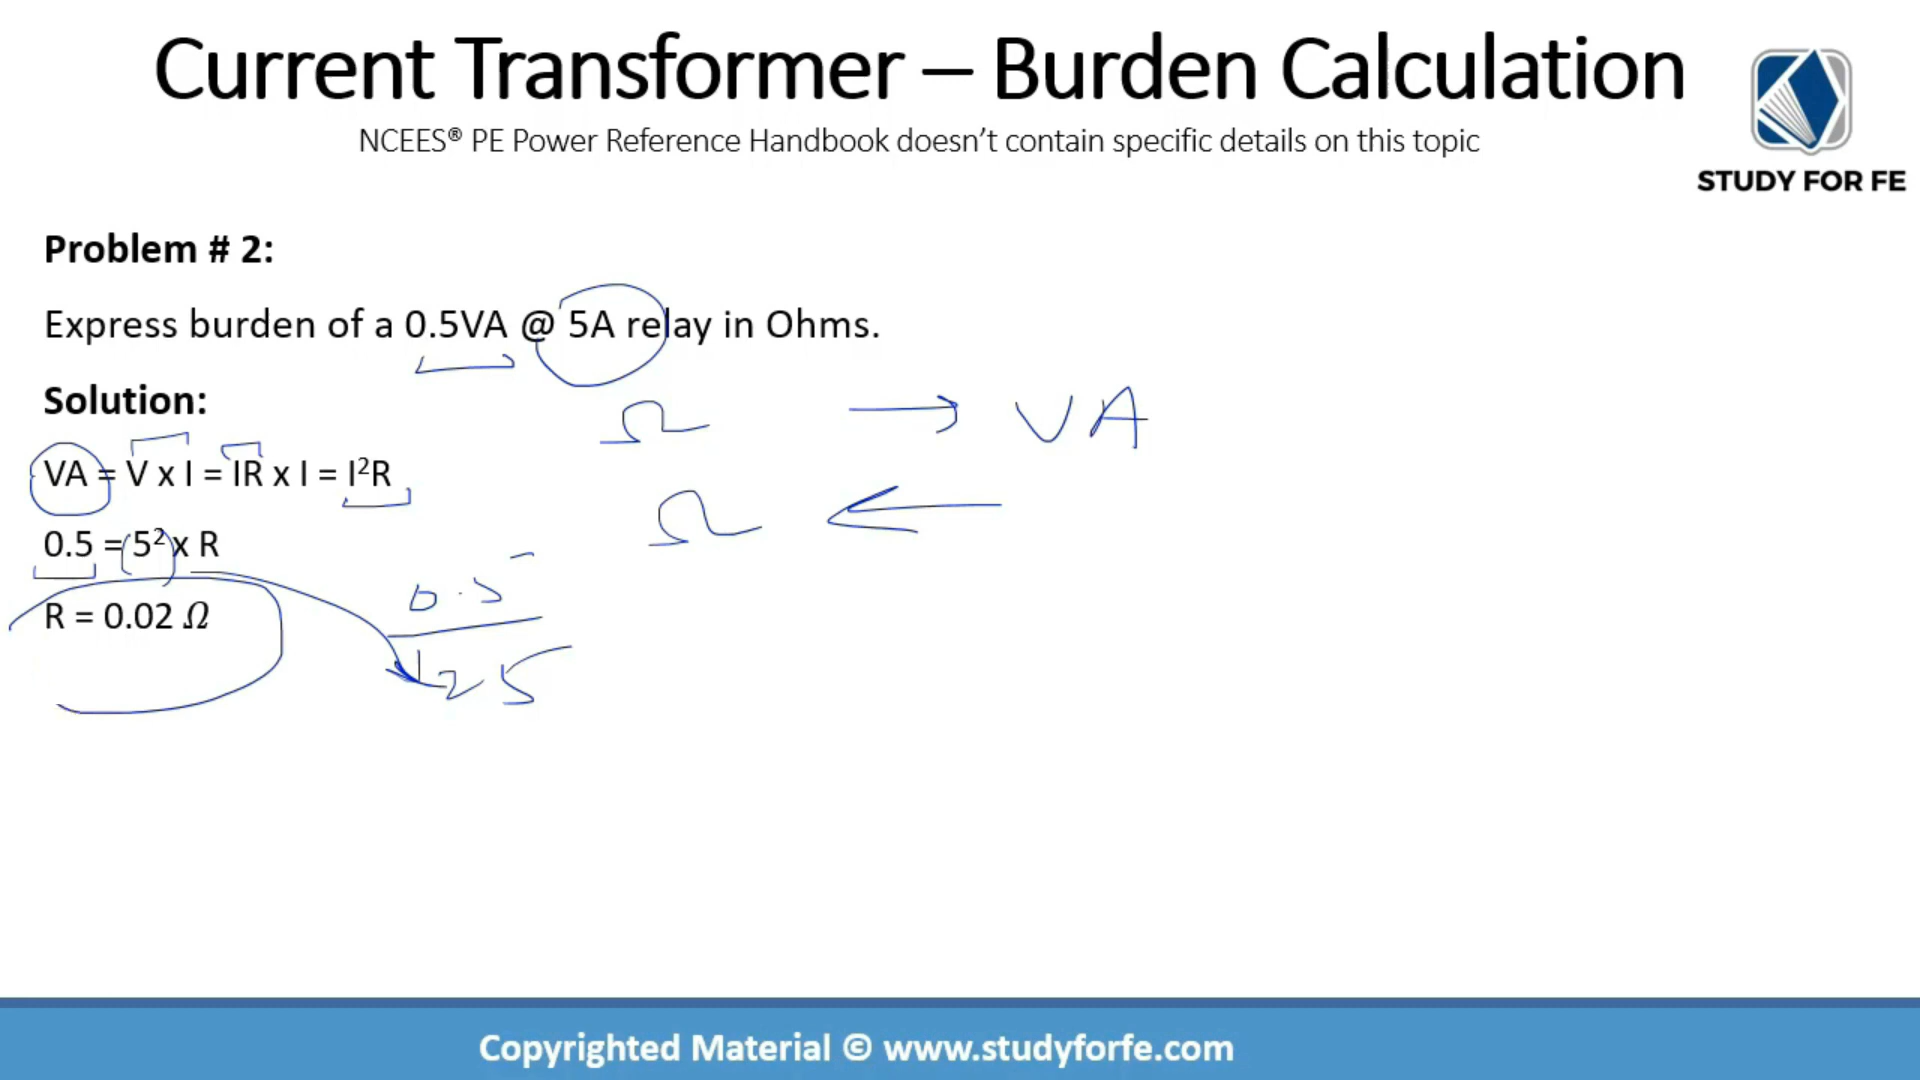 Current Transformer – Burden Calculation
NCEES® PE Power Reference Handbook doesn’t contain specific details on this topic
STUDY FOR FE
Problem # 2:
Express burden of a 0.5VA @ 5A relay in Ohms.
Solution:
Ω → VA
VA = V x I = IR x I = I²R
Ω ←
0.5 = 5² x R
0.5
R = 0.02 Ω
25
Copyrighted Material © www.studyforfe.com